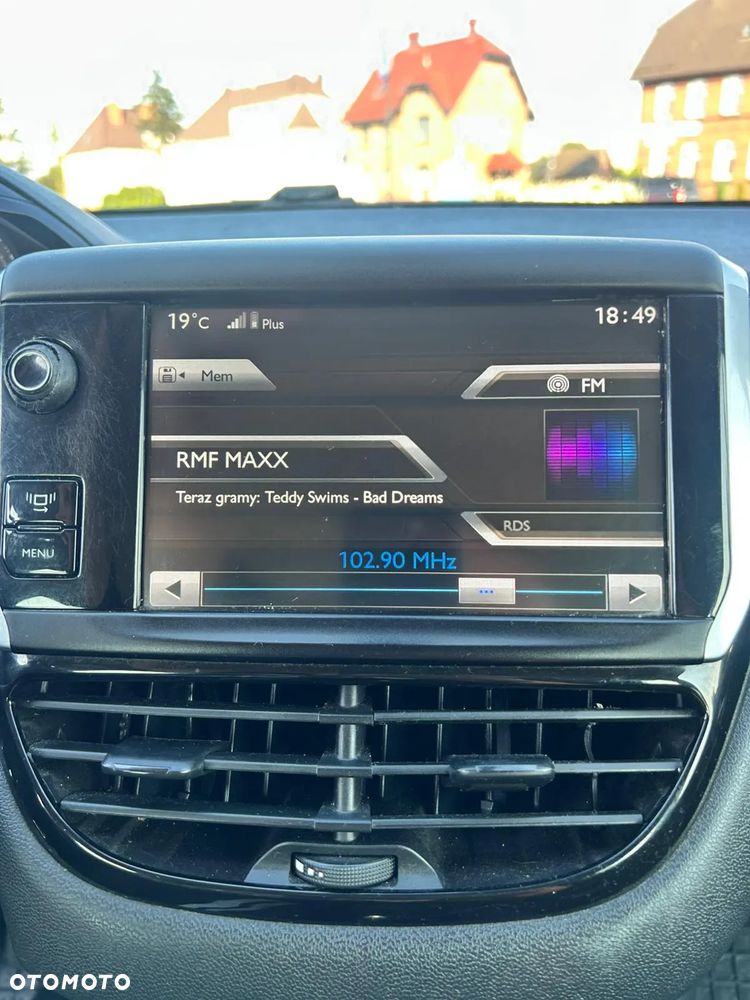 19°C Plus 18:49
Mem
FM
RMF MAXX
Teraz gramy: Teddy Swims - Bad Dreams
RDS
102.90 MHz
MENU
OTOMOTO